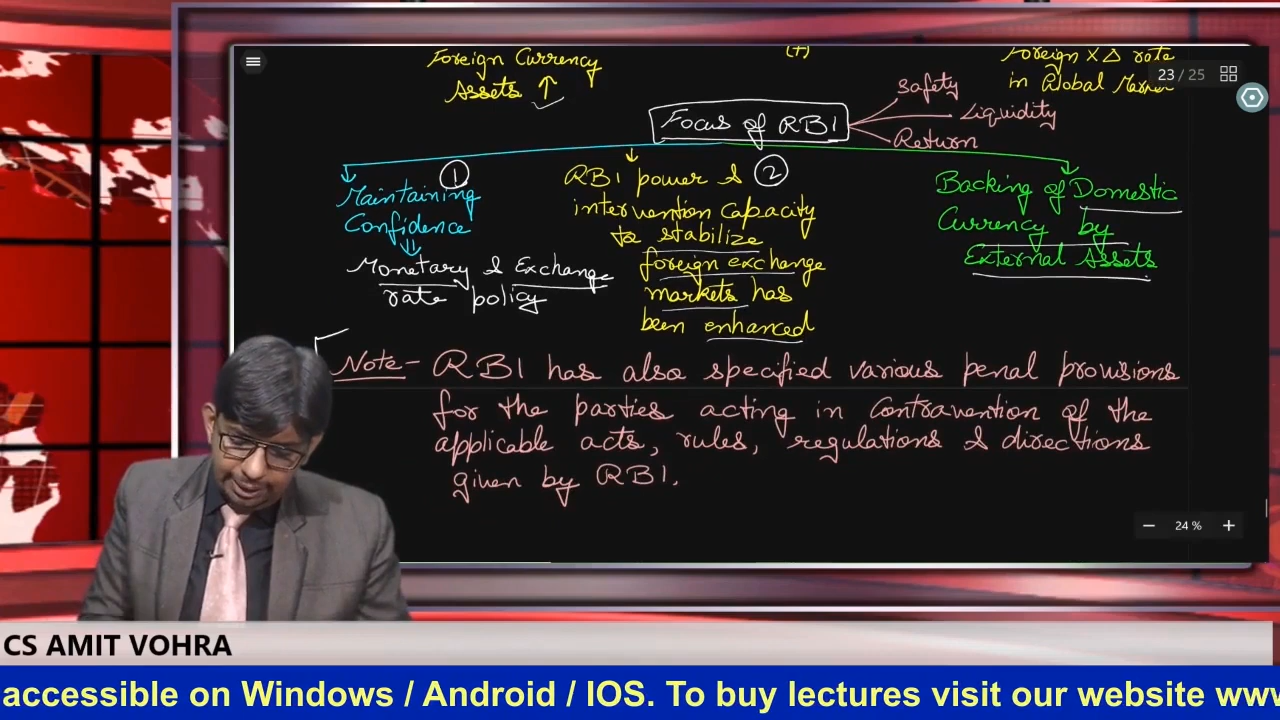 Foreign Currency
Assets ↑
(+)
Foreign XΔ rate
in Global Market
23 / 25
Focus of RBI
Safety
Liquidity
Return
①
Maintaining
Confidence
Monetary & Exchange
rate policy
②
RBI power &
intervention capacity
to stabilize
foreign exchange
markets has
been enhanced
Backing of Domestic
Currency by
External Assets
Note - RBI has also specified various penal provisions
for the parties acting in contravention of the
applicable acts, rules, regulations & directions
given by RBI.
24 %
CS AMIT VOHRA
accessible on Windows / Android / IOS. To buy lectures visit our website www